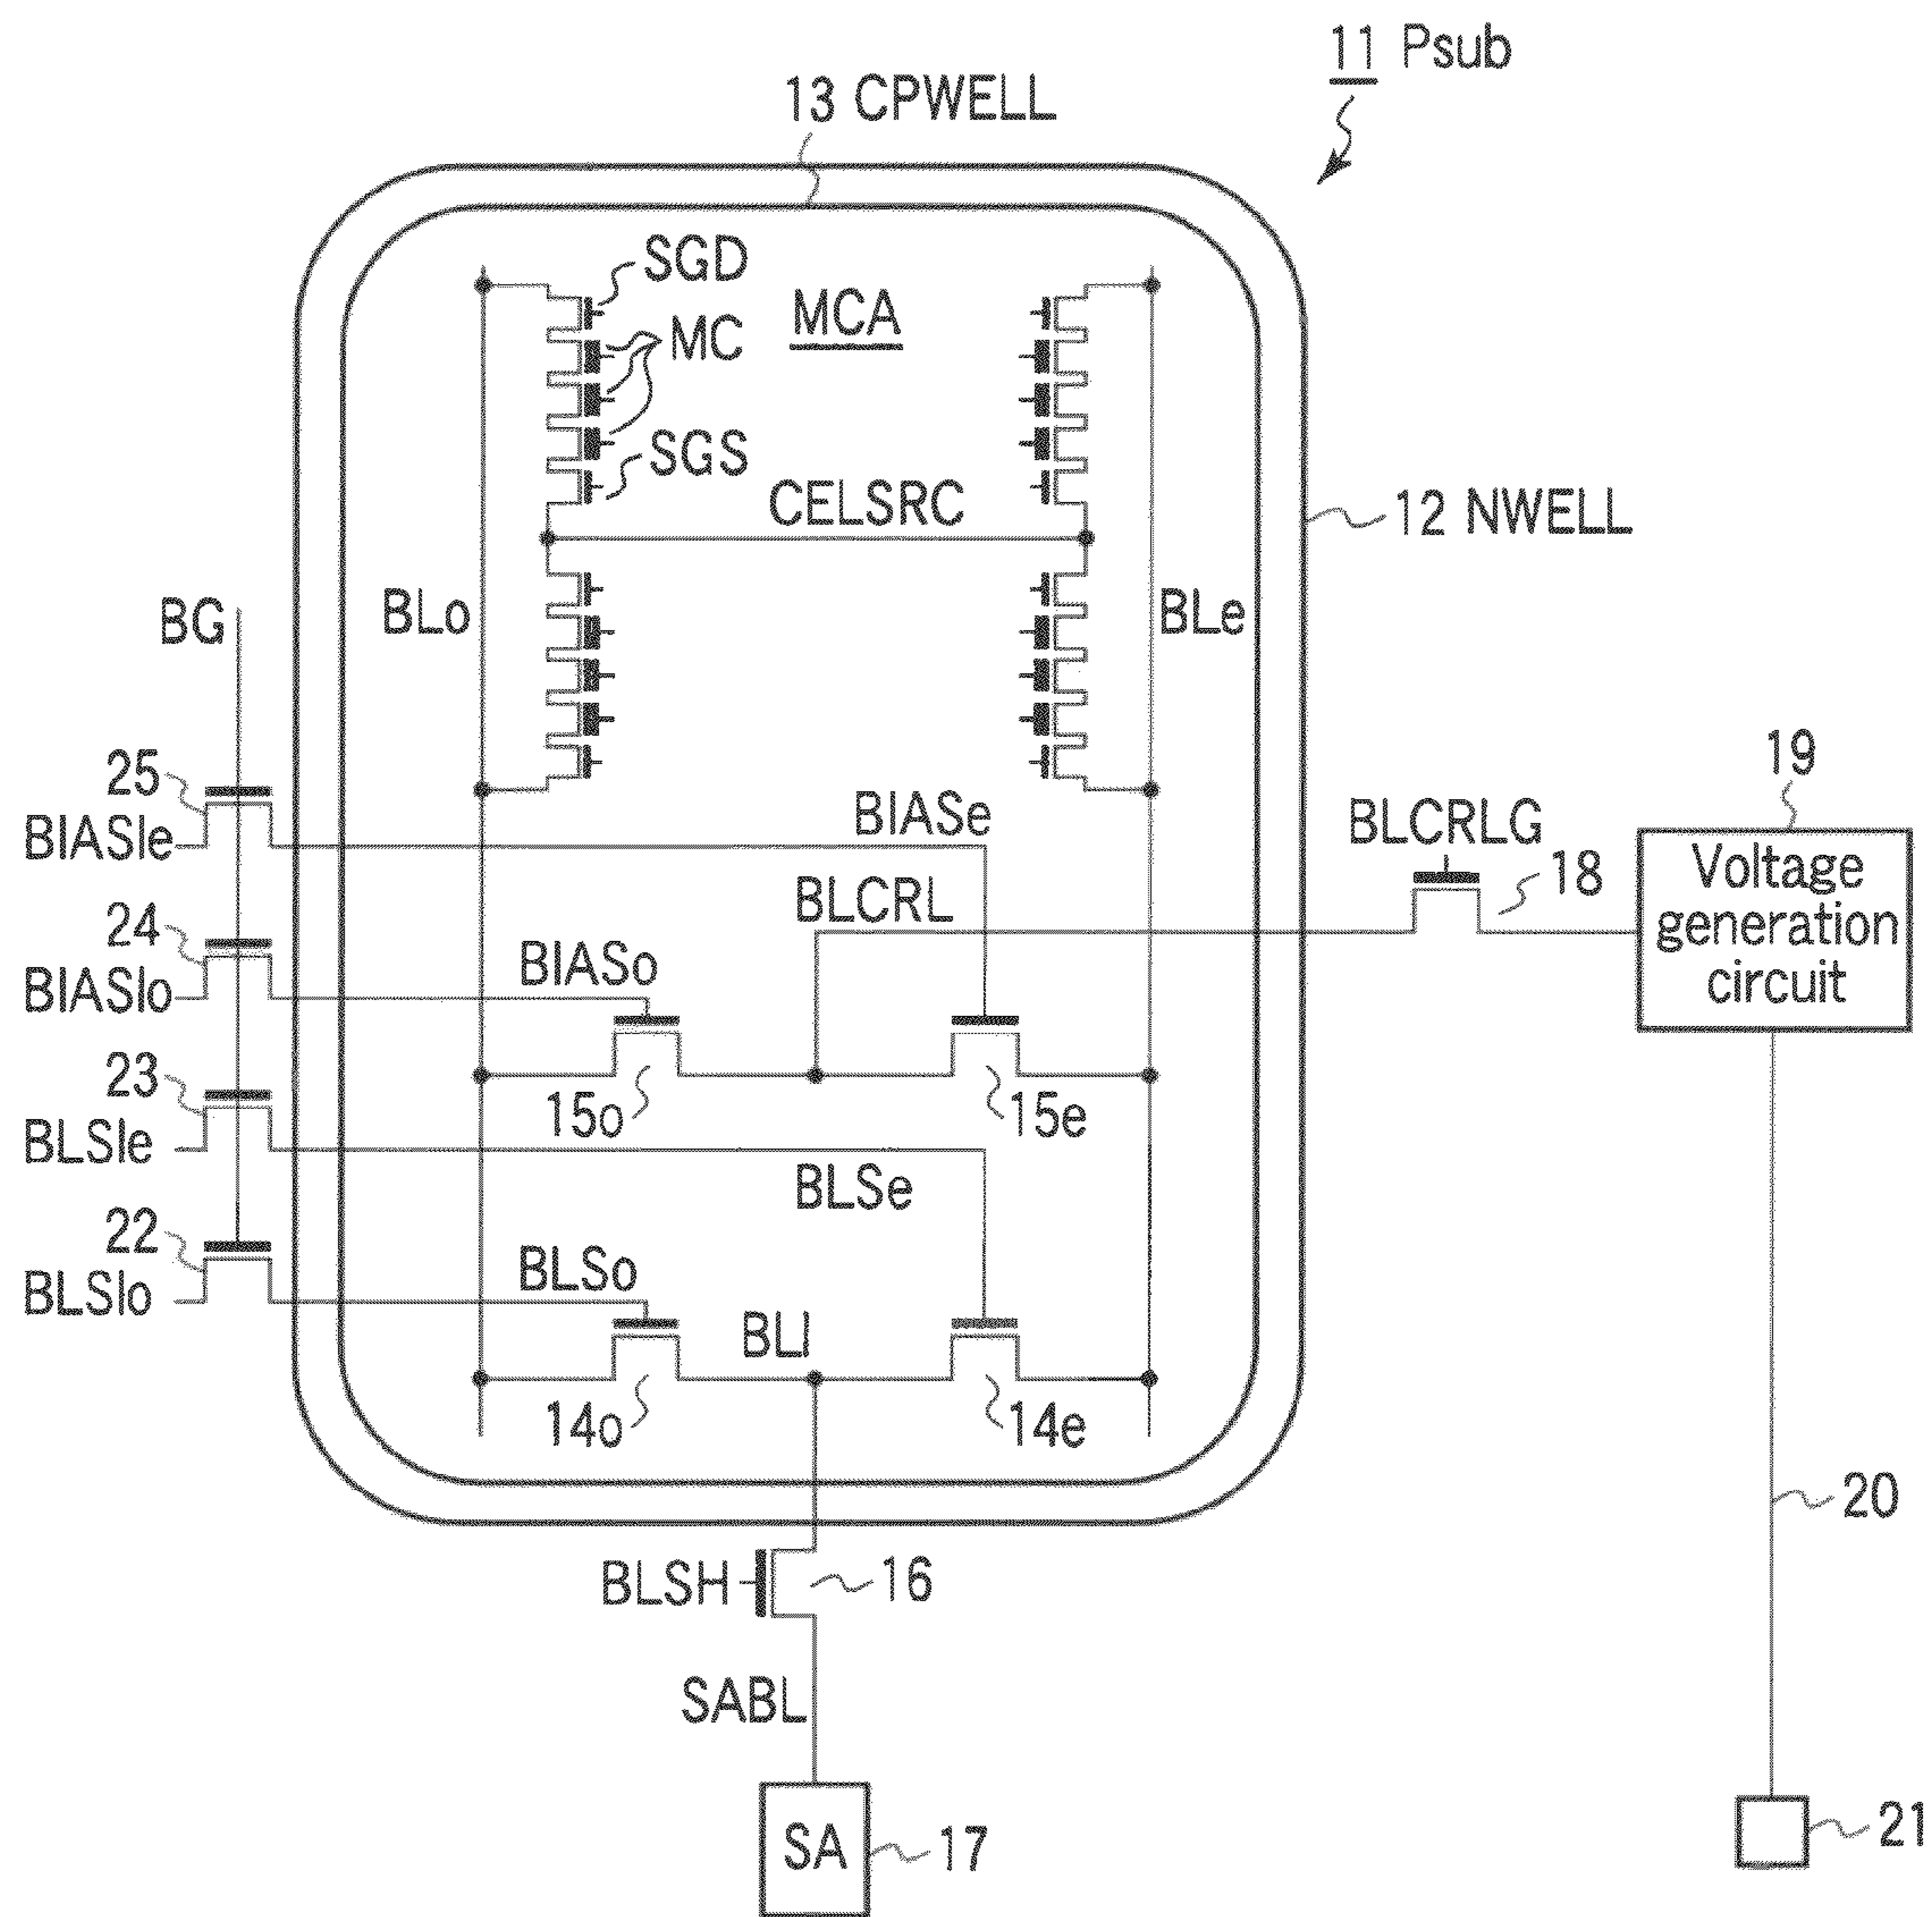 11 Psub
13 CPWELL
SGD
MCA
MC
SGS
CELSRC
12 NWELL
BG
BLo
BLe
25
BIASIe
BIASe
BLCRLG
19
18
Voltage
generation
circuit
24
BIASIo
BLCRL
BIASo
23
BLSIe
15o
15e
BLSe
22
BLSIo
BLSo
BLI
14o
14e
20
BLSH
16
SABL
SA
17
21